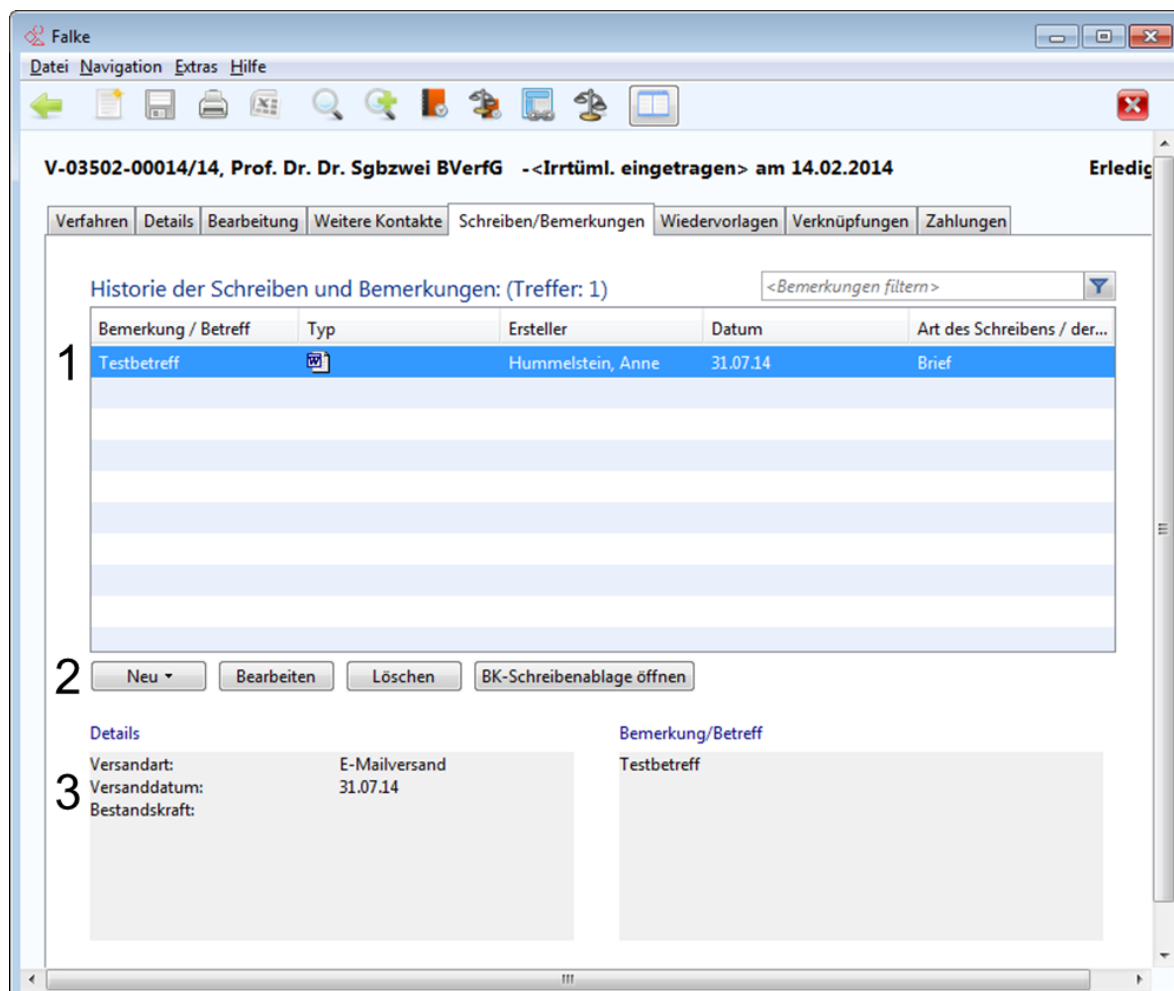 Falke
Datei Navigation Extras Hilfe
V-03502-00014/14, Prof. Dr. Dr. Sgbzwei BVerfG -<Irrtüml. eingetragen> am 14.02.2014 Erledig
Verfahren Details Bearbeitung Weitere Kontakte Schreiben/Bemerkungen Wiedervorlagen Verknüpfungen Zahlungen
Historie der Schreiben und Bemerkungen: (Treffer: 1) <Bemerkungen filtern>
Bemerkung / Betreff Typ Ersteller Datum Art des Schreibens / der...
1 Testbetreff Hummelstein, Anne 31.07.14 Brief
2 Neu Bearbeiten Löschen BK-Schreibenablage öffnen
Details Bemerkung/Betreff
Versandart: E-Mailversand Testbetreff
3 Versanddatum: 31.07.14
Bestandskraft: